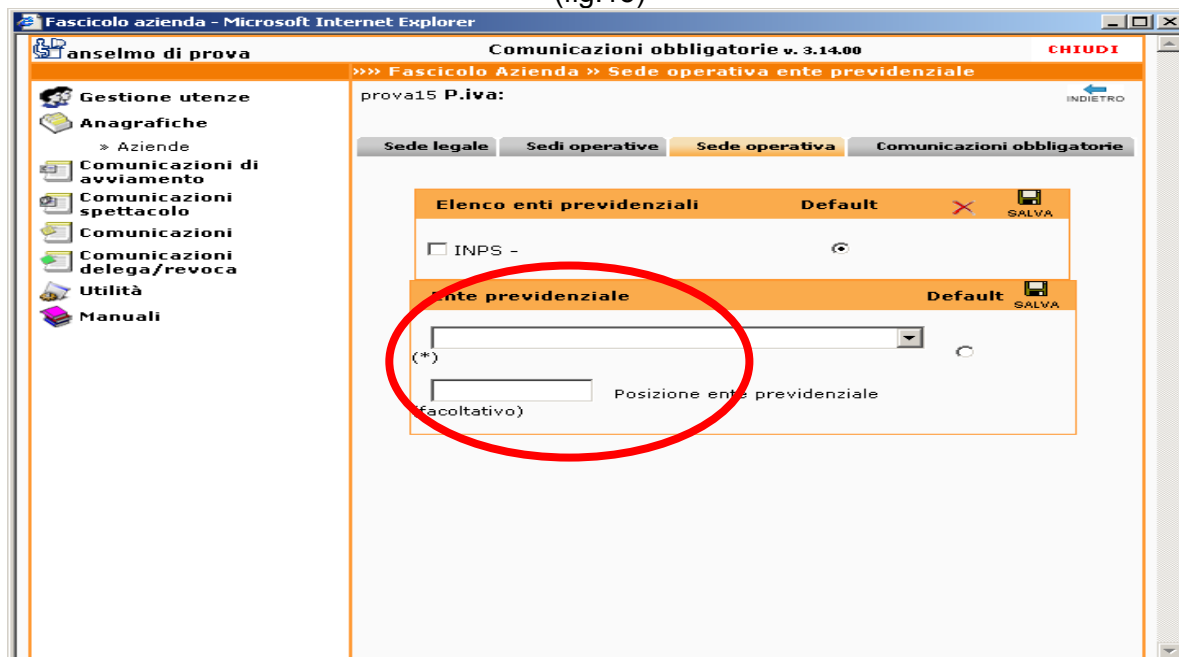 Fascicolo azienda - Microsoft Internet Explorer
anselmo di prova
Comunicazioni obbligatorie v. 3.14.00
CHIUDI
»»» Fascicolo Azienda » Sede operativa ente previdenziale
Gestione utenze
Anagrafiche
» Aziende
Comunicazioni di
avviamento
Comunicazioni
spettacolo
Comunicazioni
Comunicazioni
delega/revoca
Utilità
Manuali
prova15 P.iva:
INDIETRO
Sede legale Sedi operative Sede operativa Comunicazioni obbligatorie
Elenco enti previdenziali Default SALVA
INPS -
Ente previdenziale Default SALVA
(*)
Posizione ente previdenziale
(facoltativo)